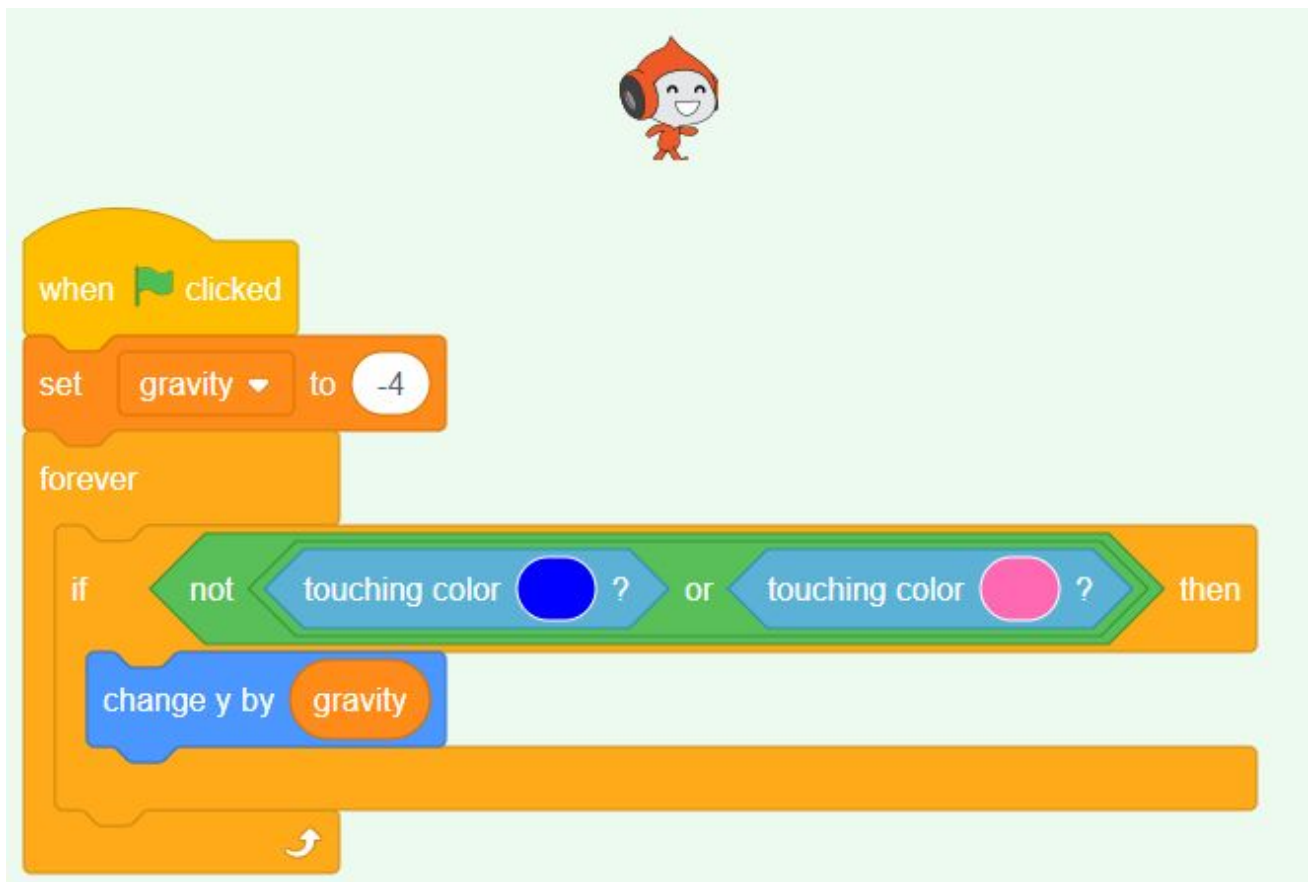 when clicked
set gravity to -4
forever
if not touching color ? or touching color ? then
change y by gravity